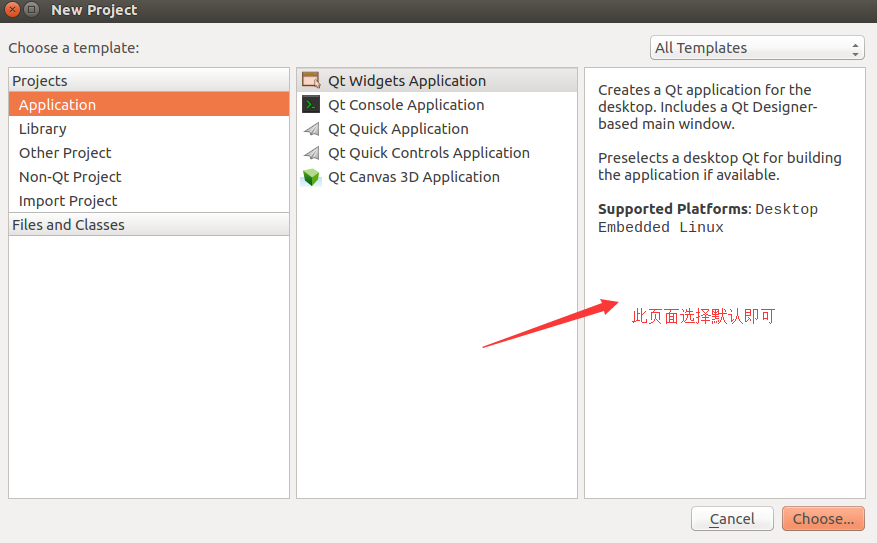 New Project
Choose a template:
All Templates
Projects
Application
Library
Other Project
Non-Qt Project
Import Project
Files and Classes
Qt Widgets Application
Qt Console Application
Qt Quick Application
Qt Quick Controls Application
Qt Canvas 3D Application
Creates a Qt application for the
desktop. Includes a Qt Designer-
based main window.
Preselects a desktop Qt for building
the application if available.
Supported Platforms: Desktop
Embedded Linux
此页面选择默认即可
Cancel
Choose...